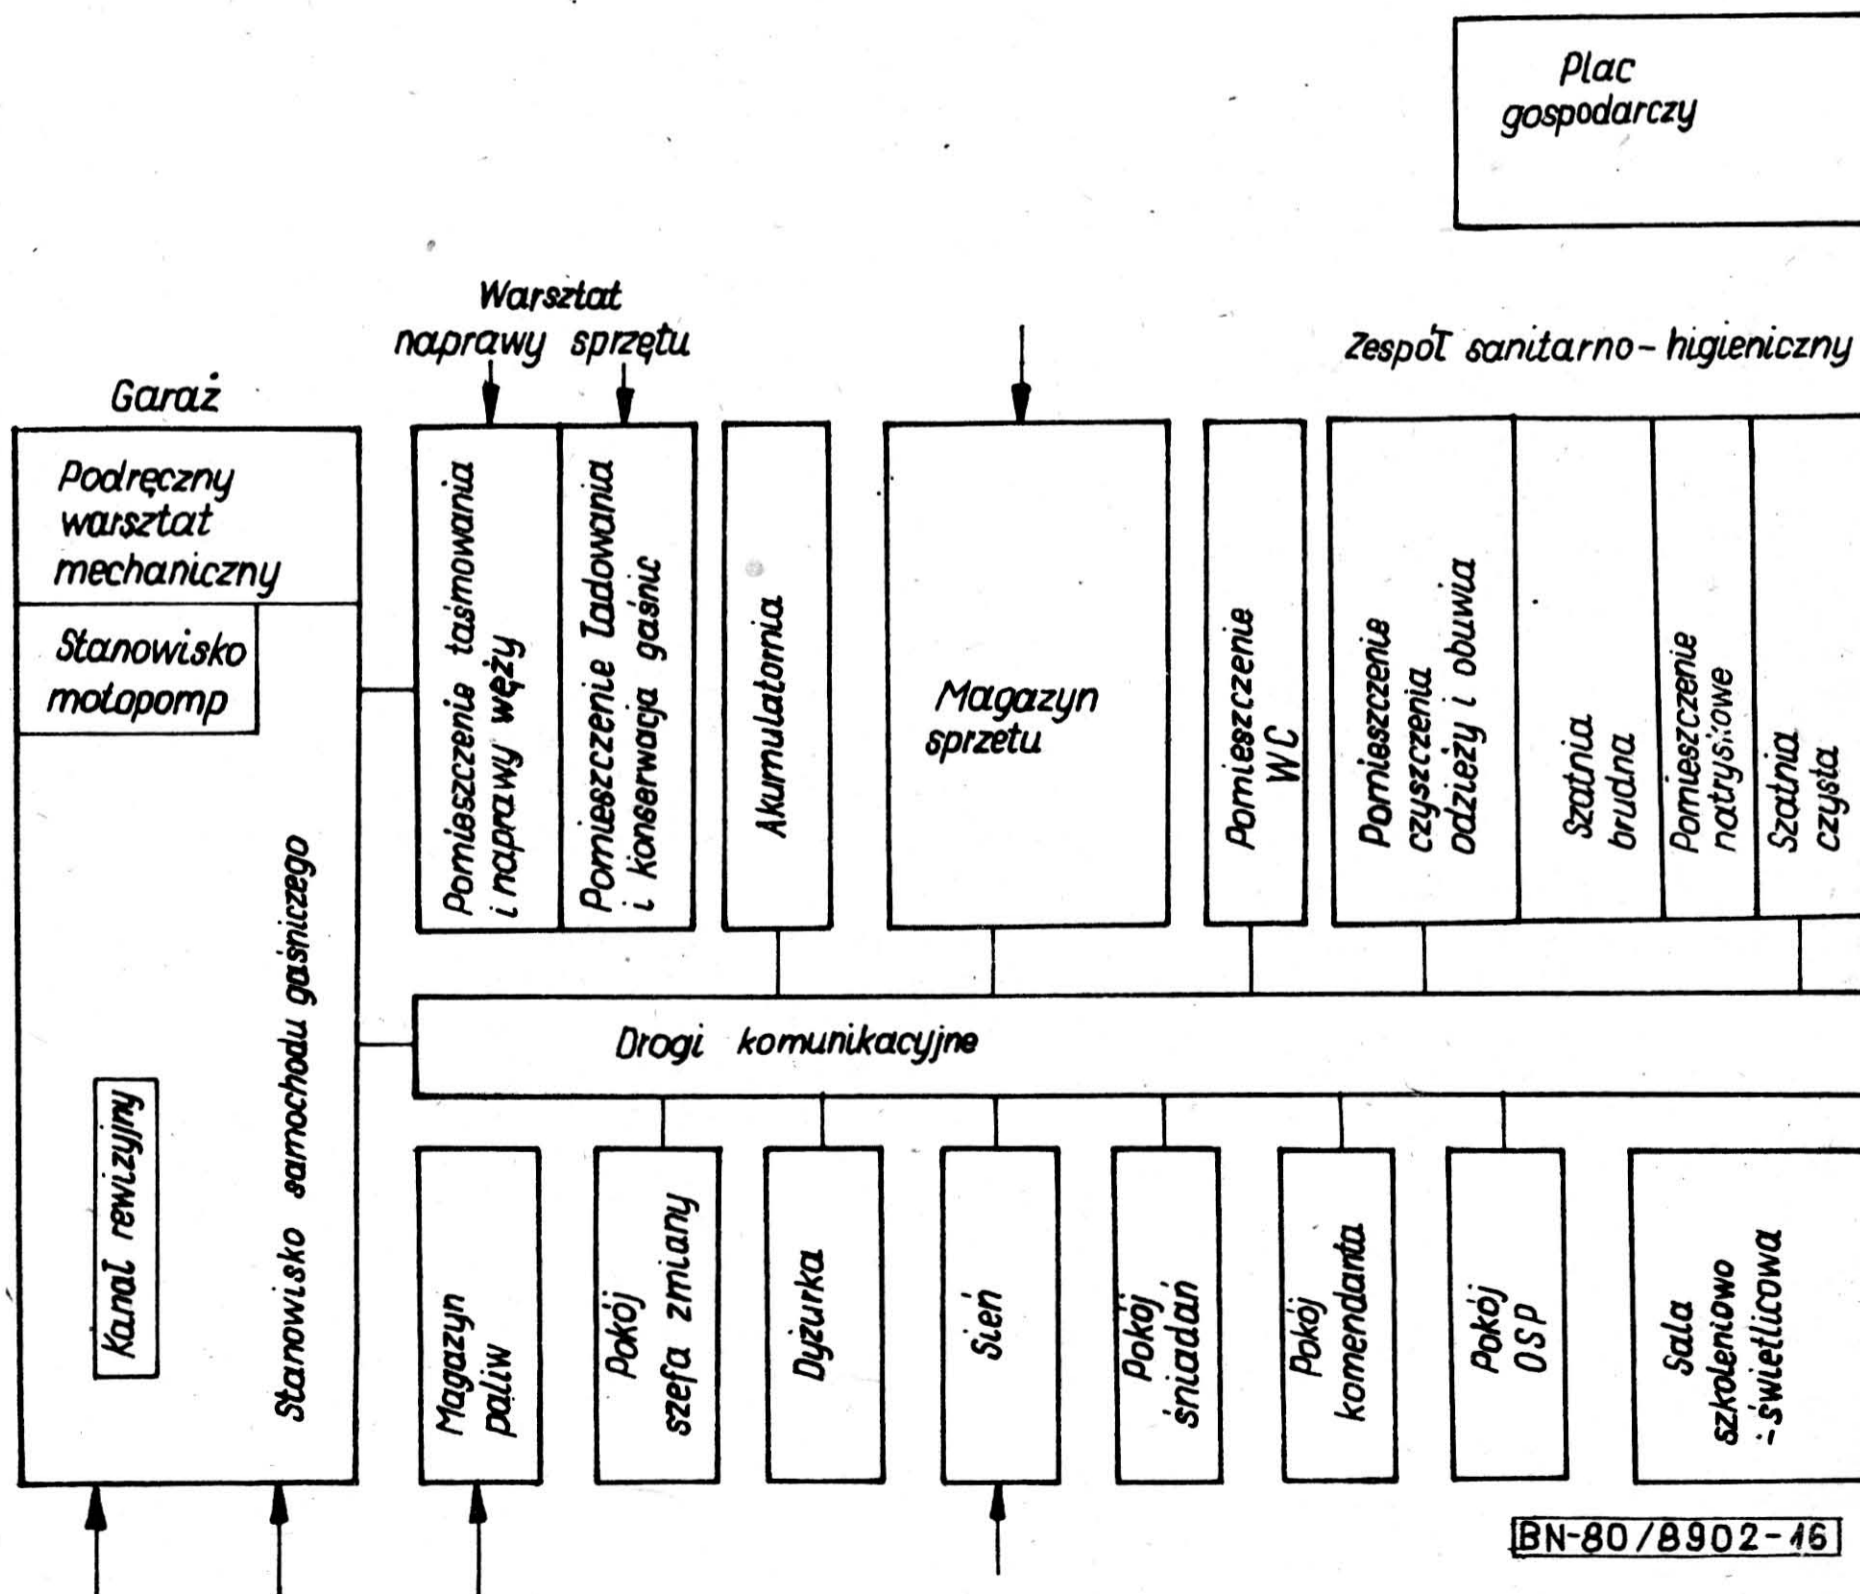 Plac
gospodarczy
Warsztat
naprawy sprzętu
Zespół sanitarno-higieniczny
Garaż
Podręczny
warsztat
mechaniczny
Stanowisko
motopomp
Kanał rewizyjny
Stanowisko samochodu gaśniczego
Pomieszczenie taśmowania
i naprawy węży
Pomieszczenie ładowania
i konserwacja gaśnic
Akumulatornia
Magazyn
sprzetu
Pomieszczenie
WC
Pomieszczenie
czyszczenia
odzieży i obuwia
Szatnia
brudna
Pomieszczenie
natryskowe
Szatnia
czysta
Drogi komunikacyjne
Magazyn
paliw
Pokój
szefa zmiany
Dyżurka
Sień
Pokój
śniadań
Pokój
komendanta
Pokój
OSP
Sala
szkoleniowo
-świetlicowa
BN-80/8902-16